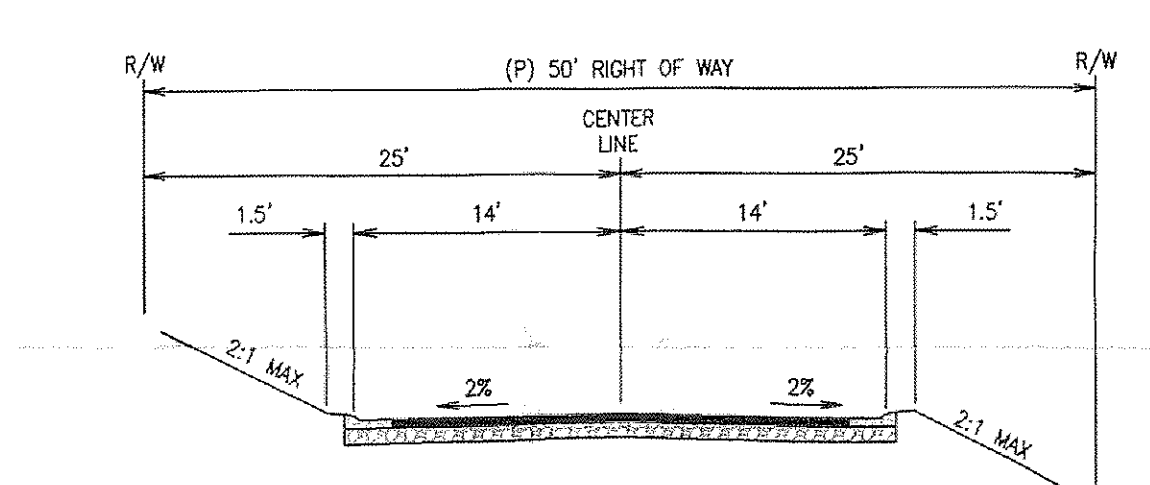 R/W
(P) 50' RIGHT OF WAY
R/W
CENTER
LINE
25'
25'
1.5'
14'
14'
1.5'
2:1 MAX
2%
2%
2:1 MAX